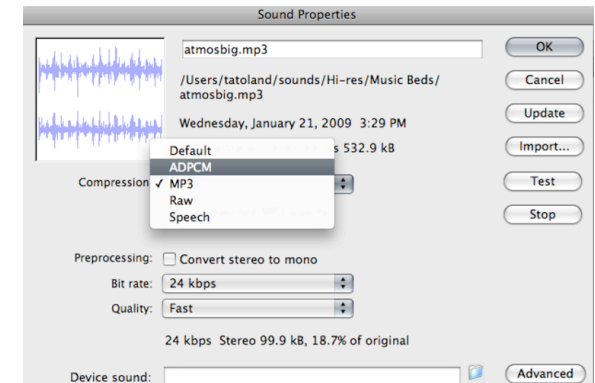 Sound Properties
atmosbig.mp3
OK
/Users/tatoland/sounds/Hi-res/Music Beds/
atmosbig.mp3
Cancel
Wednesday, January 21, 2009 3:29 PM
Update
s 532.9 kB
Import...
Compression
Default
ADPCM
✓ MP3
Raw
Speech
Test
Stop
Preprocessing: Convert stereo to mono
Bit rate: 24 kbps
Quality: Fast
24 kbps Stereo 99.9 kB, 18.7% of original
Device sound:
Advanced